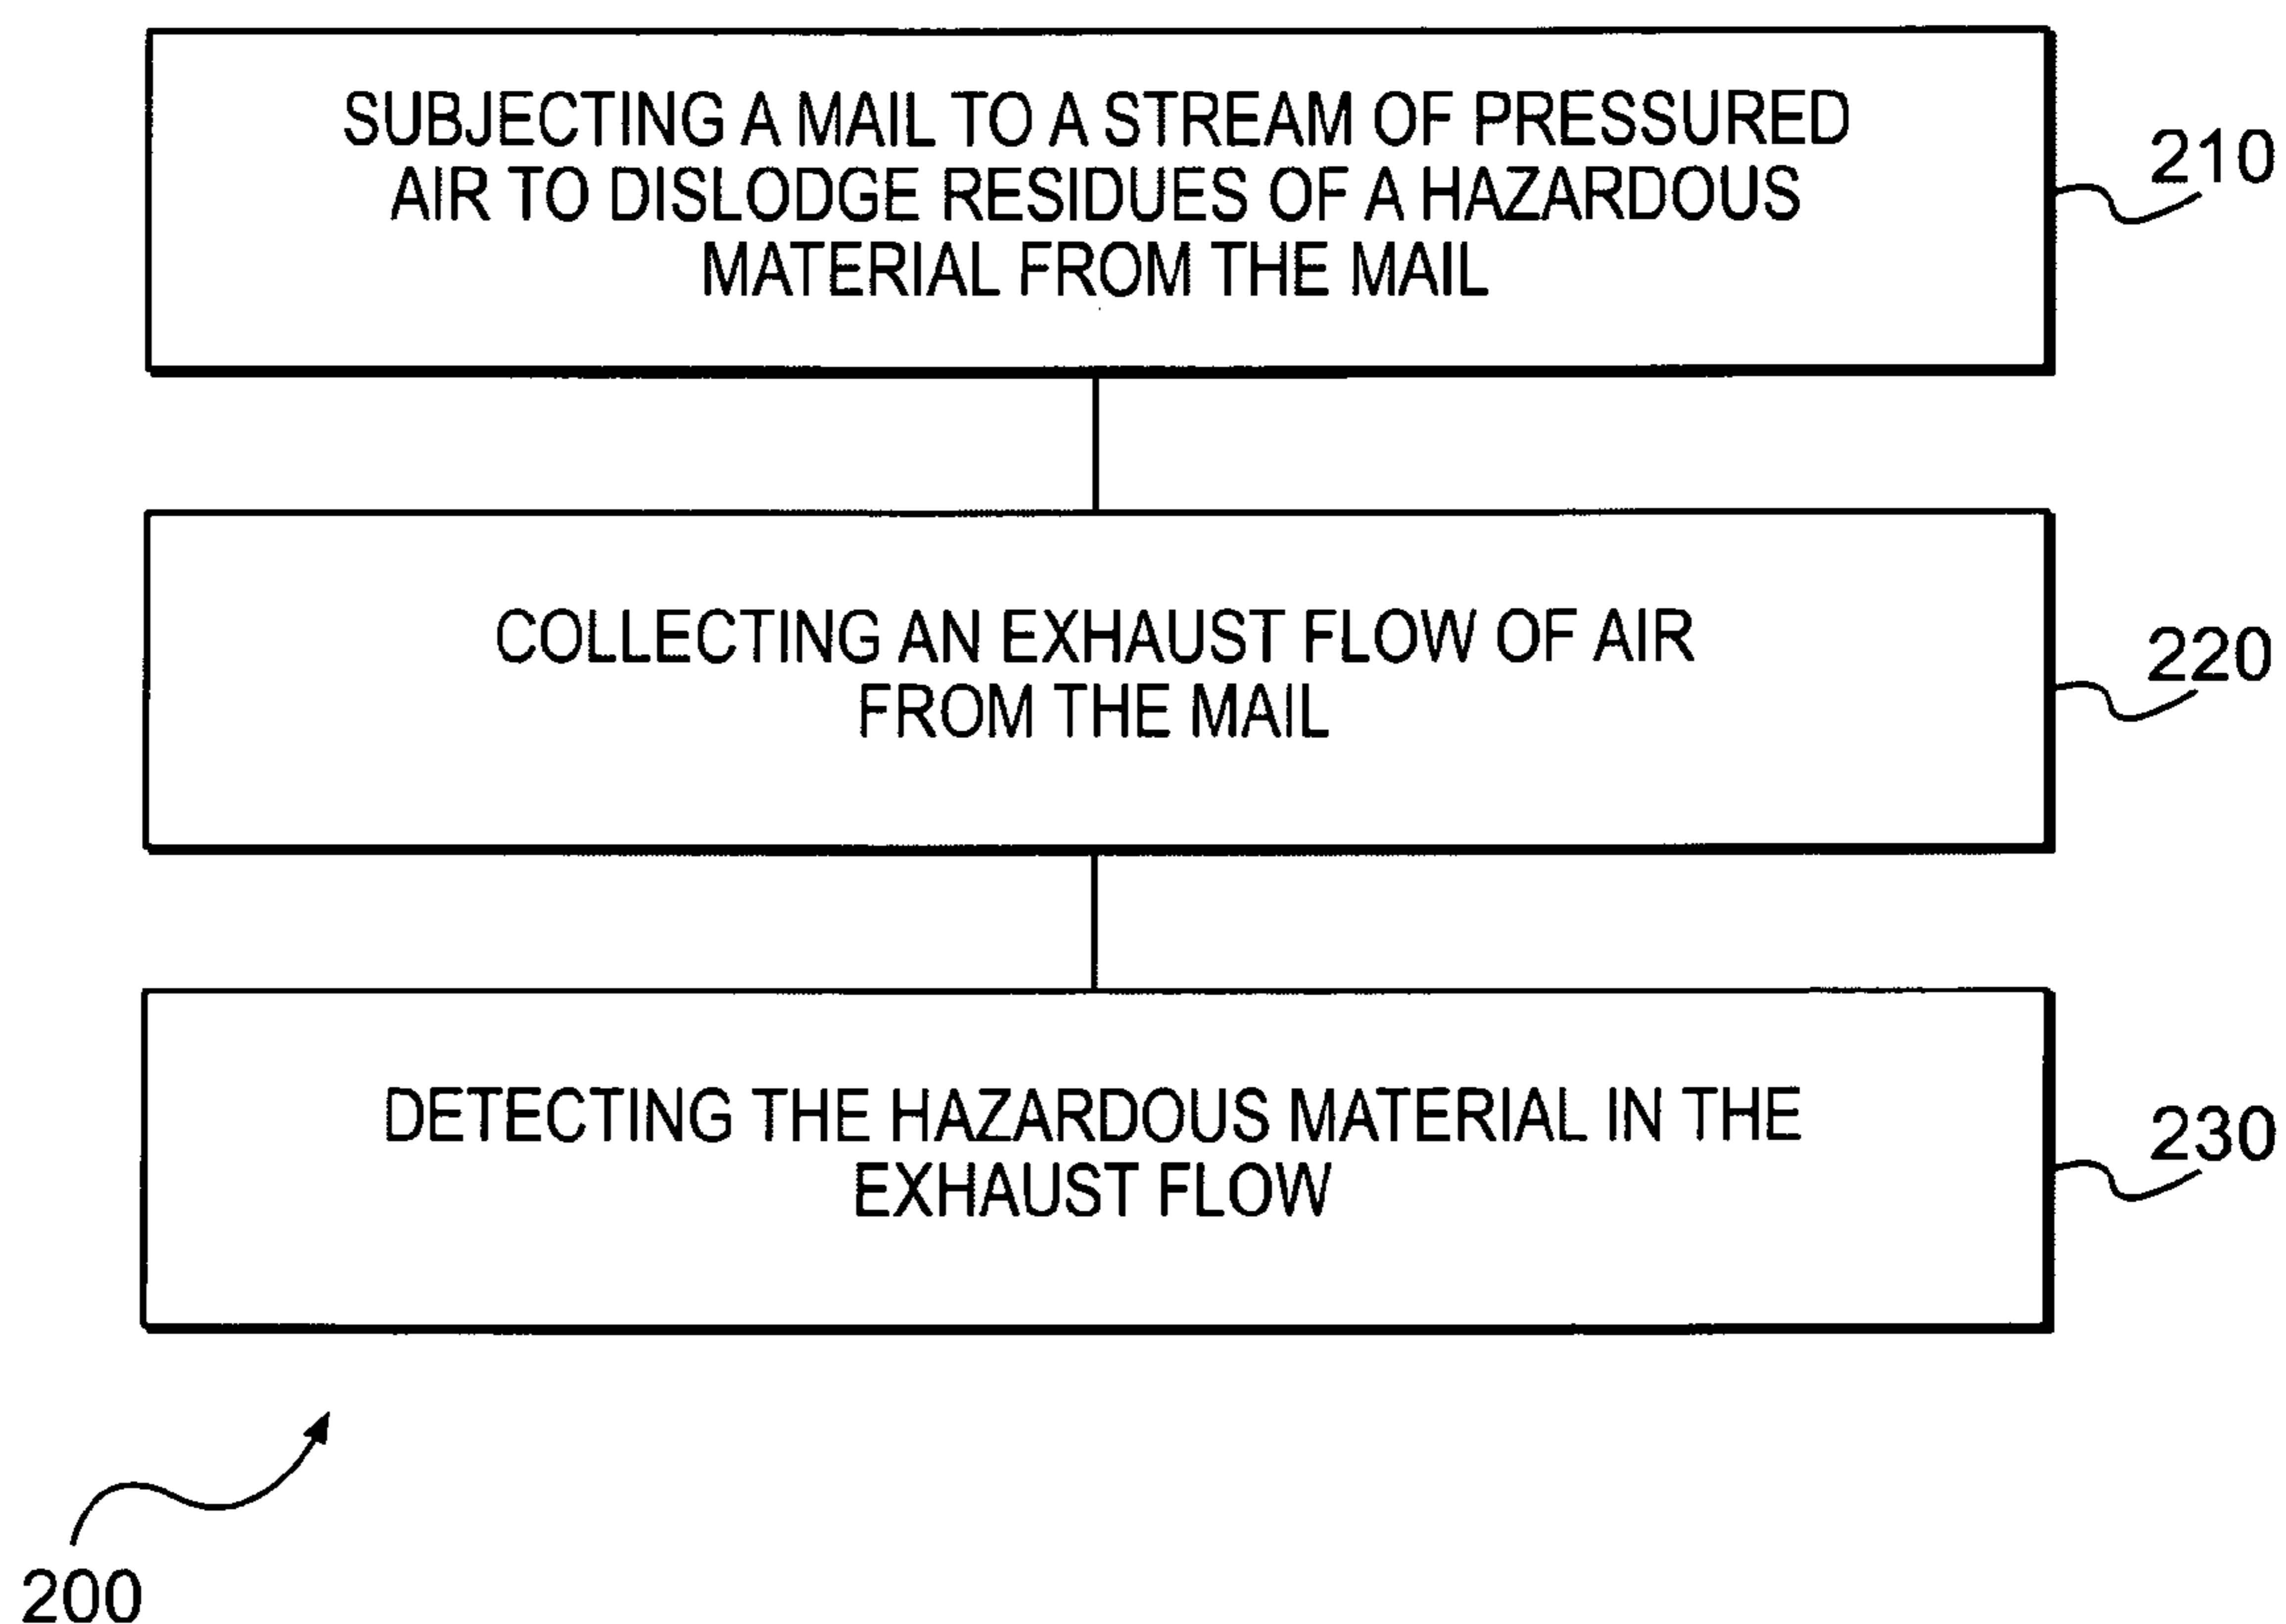 SUBJECTING A MAIL TO A STREAM OF PRESSURED
AIR TO DISLODGE RESIDUES OF A HAZARDOUS
MATERIAL FROM THE MAIL
210
COLLECTING AN EXHAUST FLOW OF AIR
FROM THE MAIL
220
DETECTING THE HAZARDOUS MATERIAL IN THE
EXHAUST FLOW
230
200